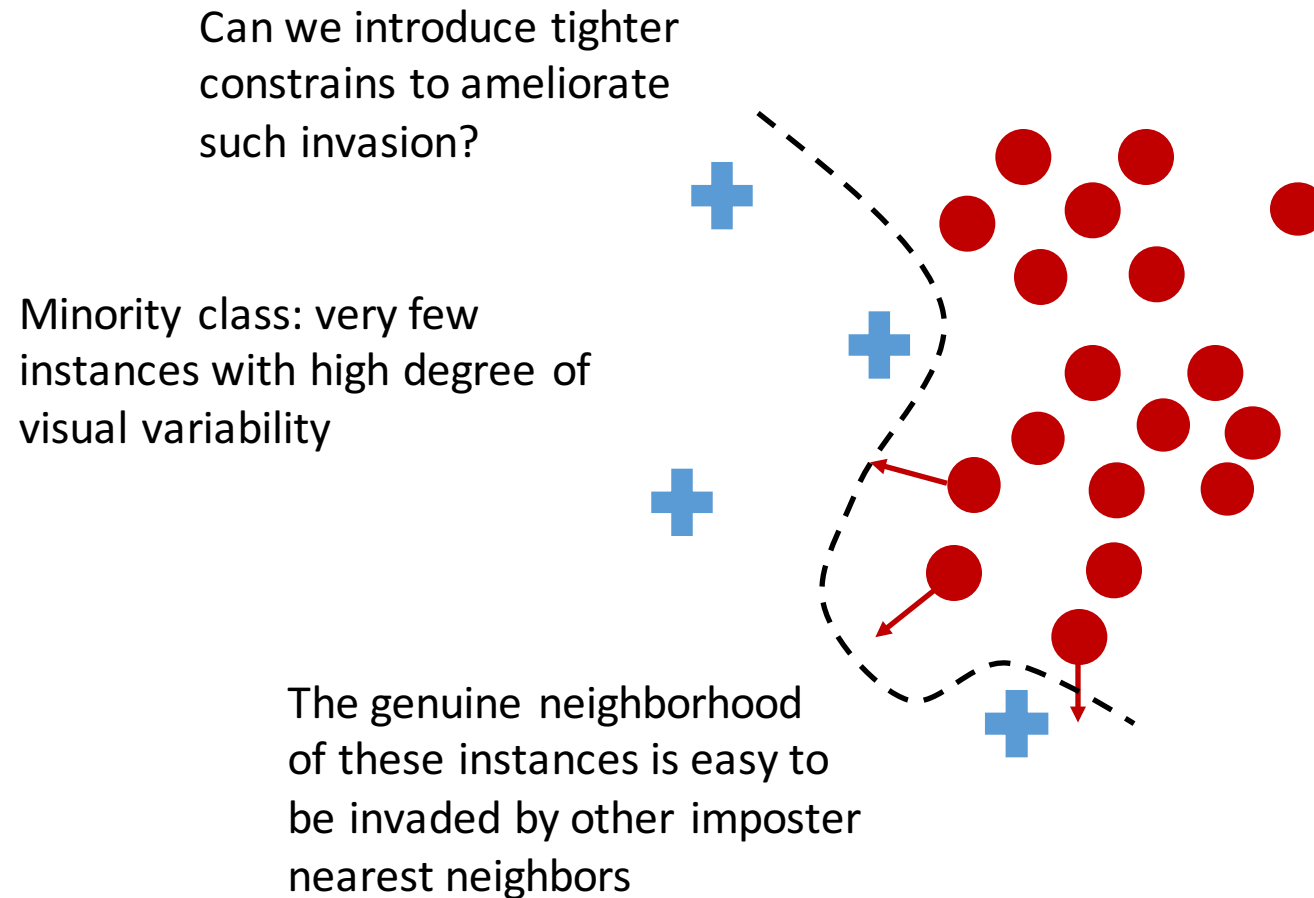 Can we introduce tighter
constrains to ameliorate
such invasion?
Minority class: very few
instances with high degree of
visual variability
The genuine neighborhood
of these instances is easy to
be invaded by other imposter
nearest neighbors